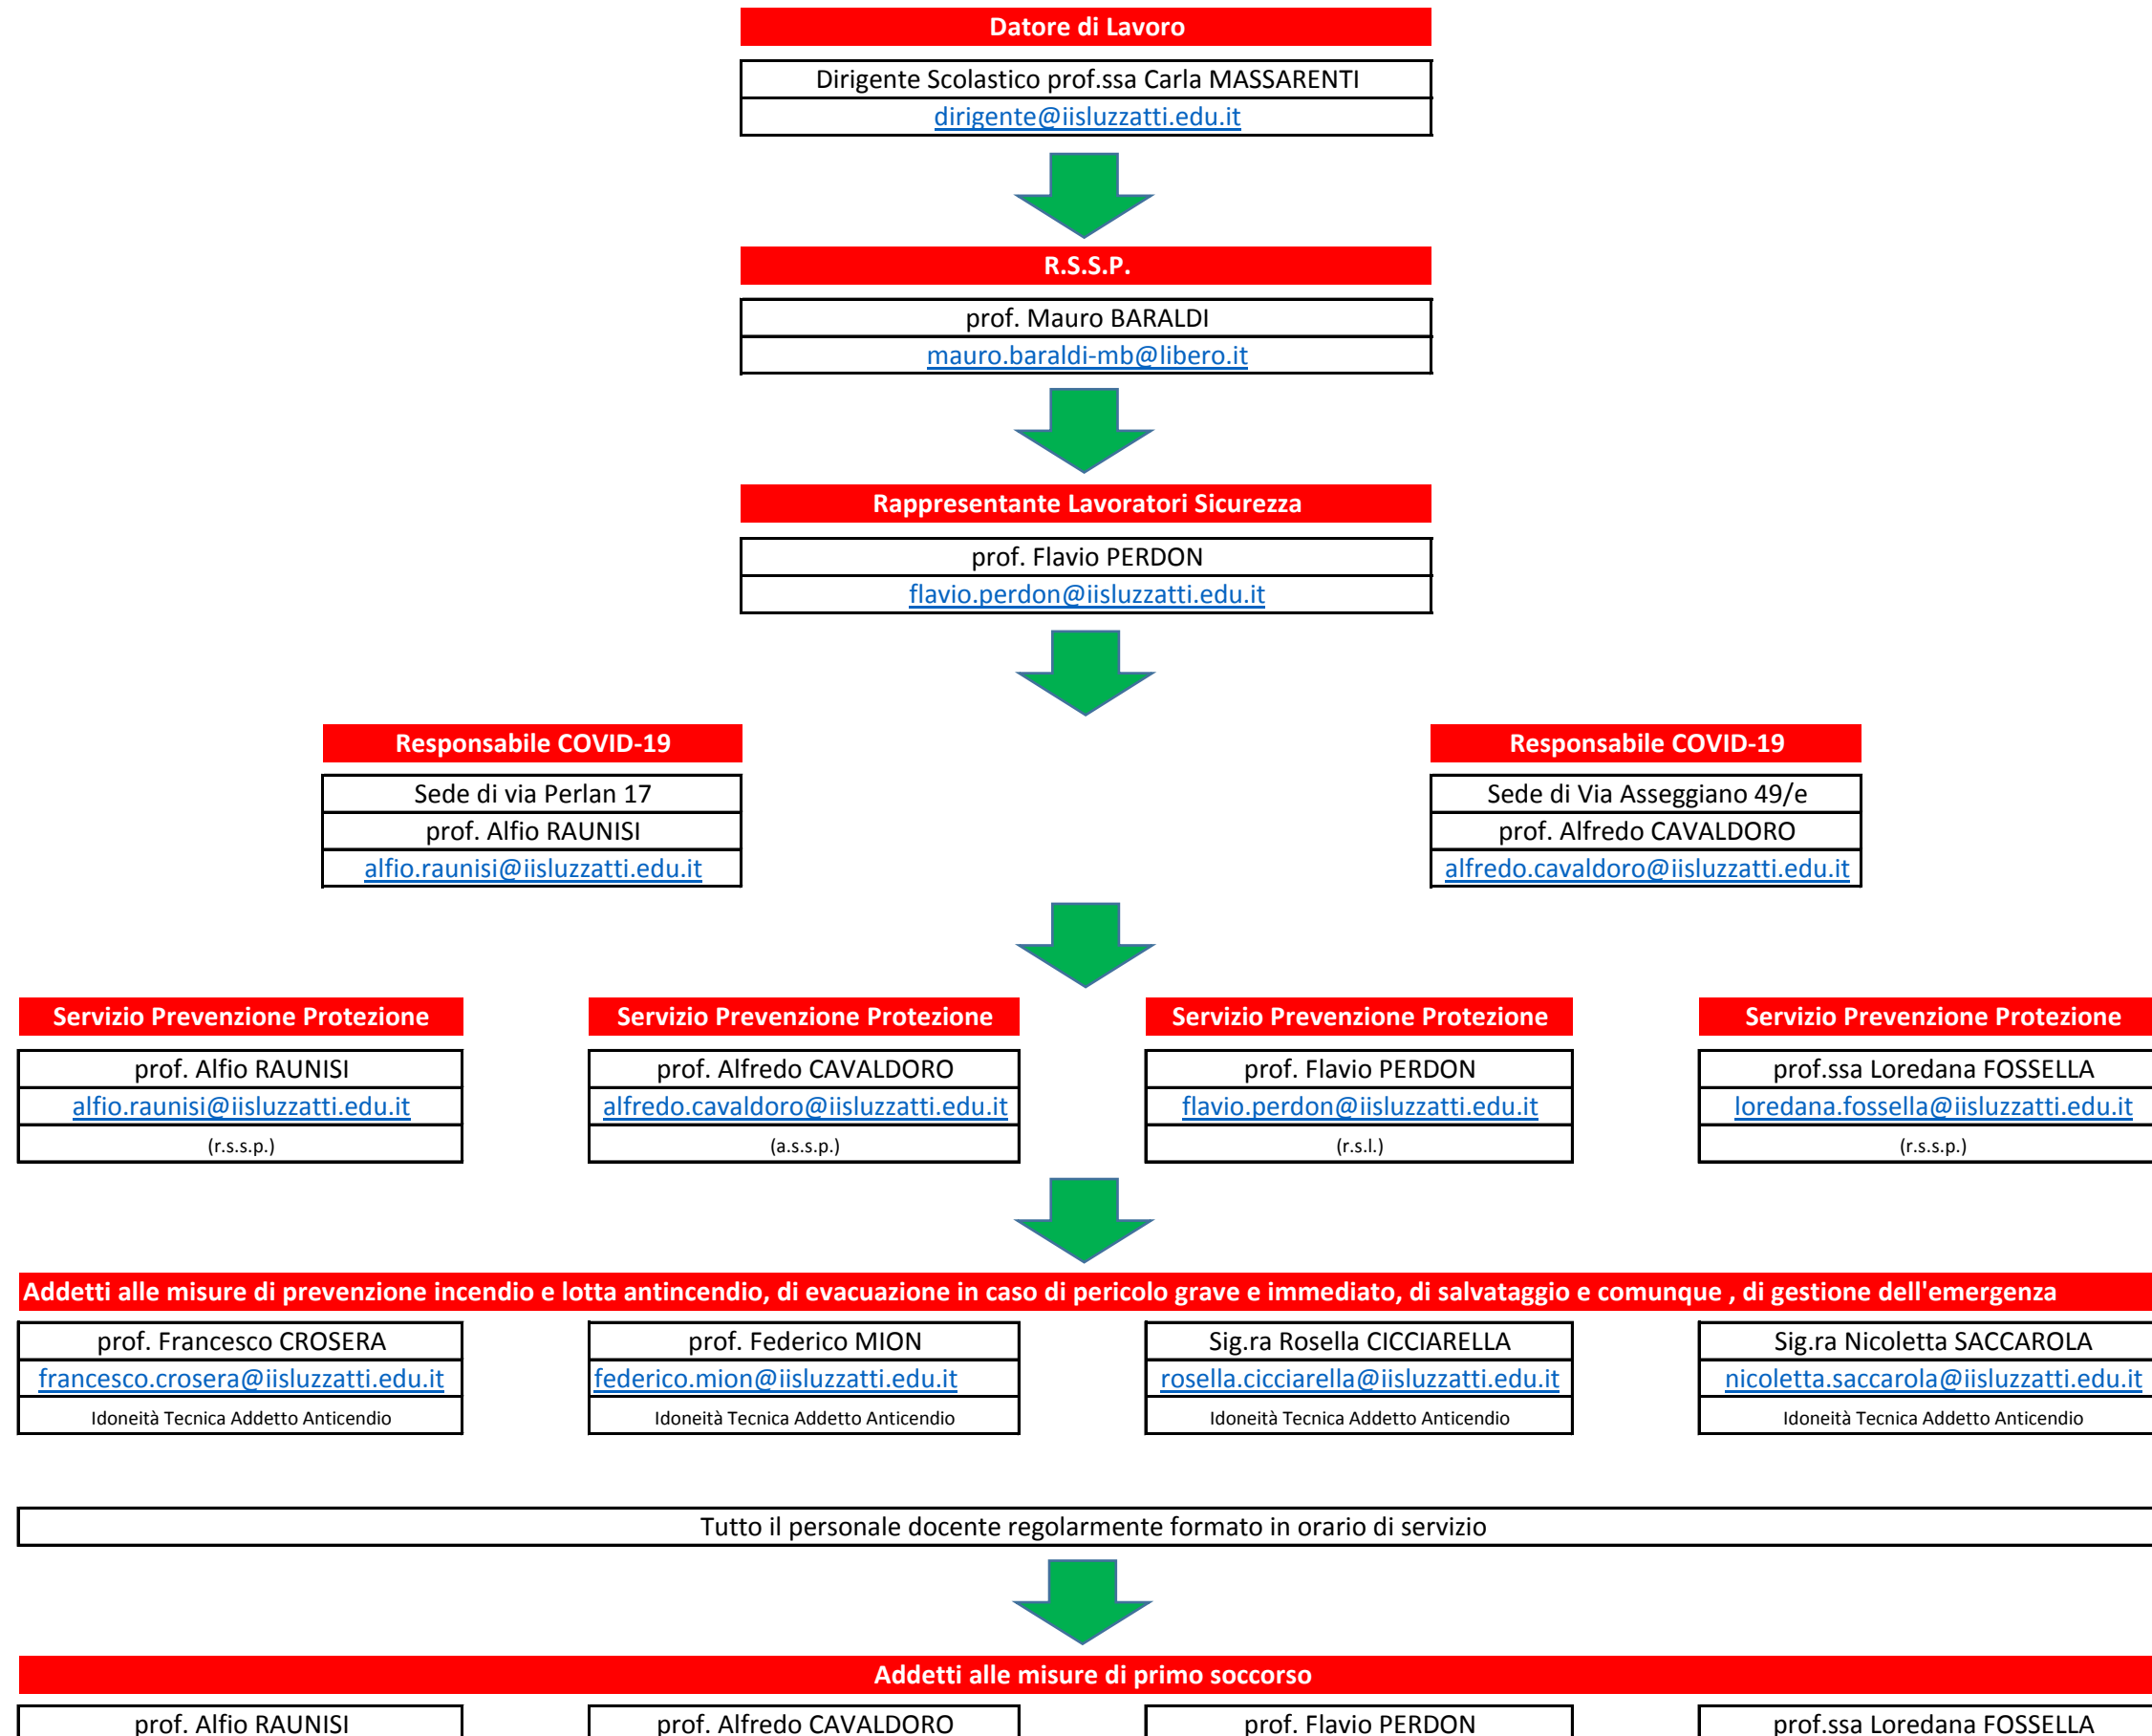 Datore di Lavoro
Dirigente Scolastico prof.ssa Carla MASSARENTI
dirigente@iisluzzatti.edu.it
R.S.S.P.
prof. Mauro BARALDI
mauro.baraldi-mb@libero.it
Rappresentante Lavoratori Sicurezza
prof. Flavio PERDON
flavio.perdon@iisluzzatti.edu.it
Responsabile COVID-19
Sede di via Perlan 17
prof. Alfio RAUNISI
alfio.raunisi@iisluzzatti.edu.it
Responsabile COVID-19
Sede di Via Asseggiano 49/e
prof. Alfredo CAVALDORO
alfredo.cavaldoro@iisluzzatti.edu.it
Servizio Prevenzione Protezione
prof. Alfio RAUNISI
alfio.raunisi@iisluzzatti.edu.it
(r.s.s.p.)
Servizio Prevenzione Protezione
prof. Alfredo CAVALDORO
alfredo.cavaldoro@iisluzzatti.edu.it
(a.s.s.p.)
Servizio Prevenzione Protezione
prof. Flavio PERDON
flavio.perdon@iisluzzatti.edu.it
(r.s.l.)
Servizio Prevenzione Protezione
prof.ssa Loredana FOSSELLA
loredana.fossella@iisluzzatti.edu.it
(r.s.s.p.)
Addetti alle misure di prevenzione incendio e lotta antincendio, di evacuazione in caso di pericolo grave e immediato, di salvataggio e comunque , di gestione dell'emergenza
prof. Francesco CROSERA
francesco.crosera@iisluzzatti.edu.it
Idoneità Tecnica Addetto Anticendio
prof. Federico MION
federico.mion@iisluzzatti.edu.it
Idoneità Tecnica Addetto Anticendio
Sig.ra Rosella CICCIARELLA
rosella.cicciarella@iisluzzatti.edu.it
Idoneità Tecnica Addetto Anticendio
Sig.ra Nicoletta SACCAROLA
nicoletta.saccarola@iisluzzatti.edu.it
Idoneità Tecnica Addetto Anticendio
Tutto il personale docente regolarmente formato in orario di servizio
Addetti alle misure di primo soccorso
prof. Alfio RAUNISI
prof. Alfredo CAVALDORO
prof. Flavio PERDON
prof.ssa Loredana FOSSELLA